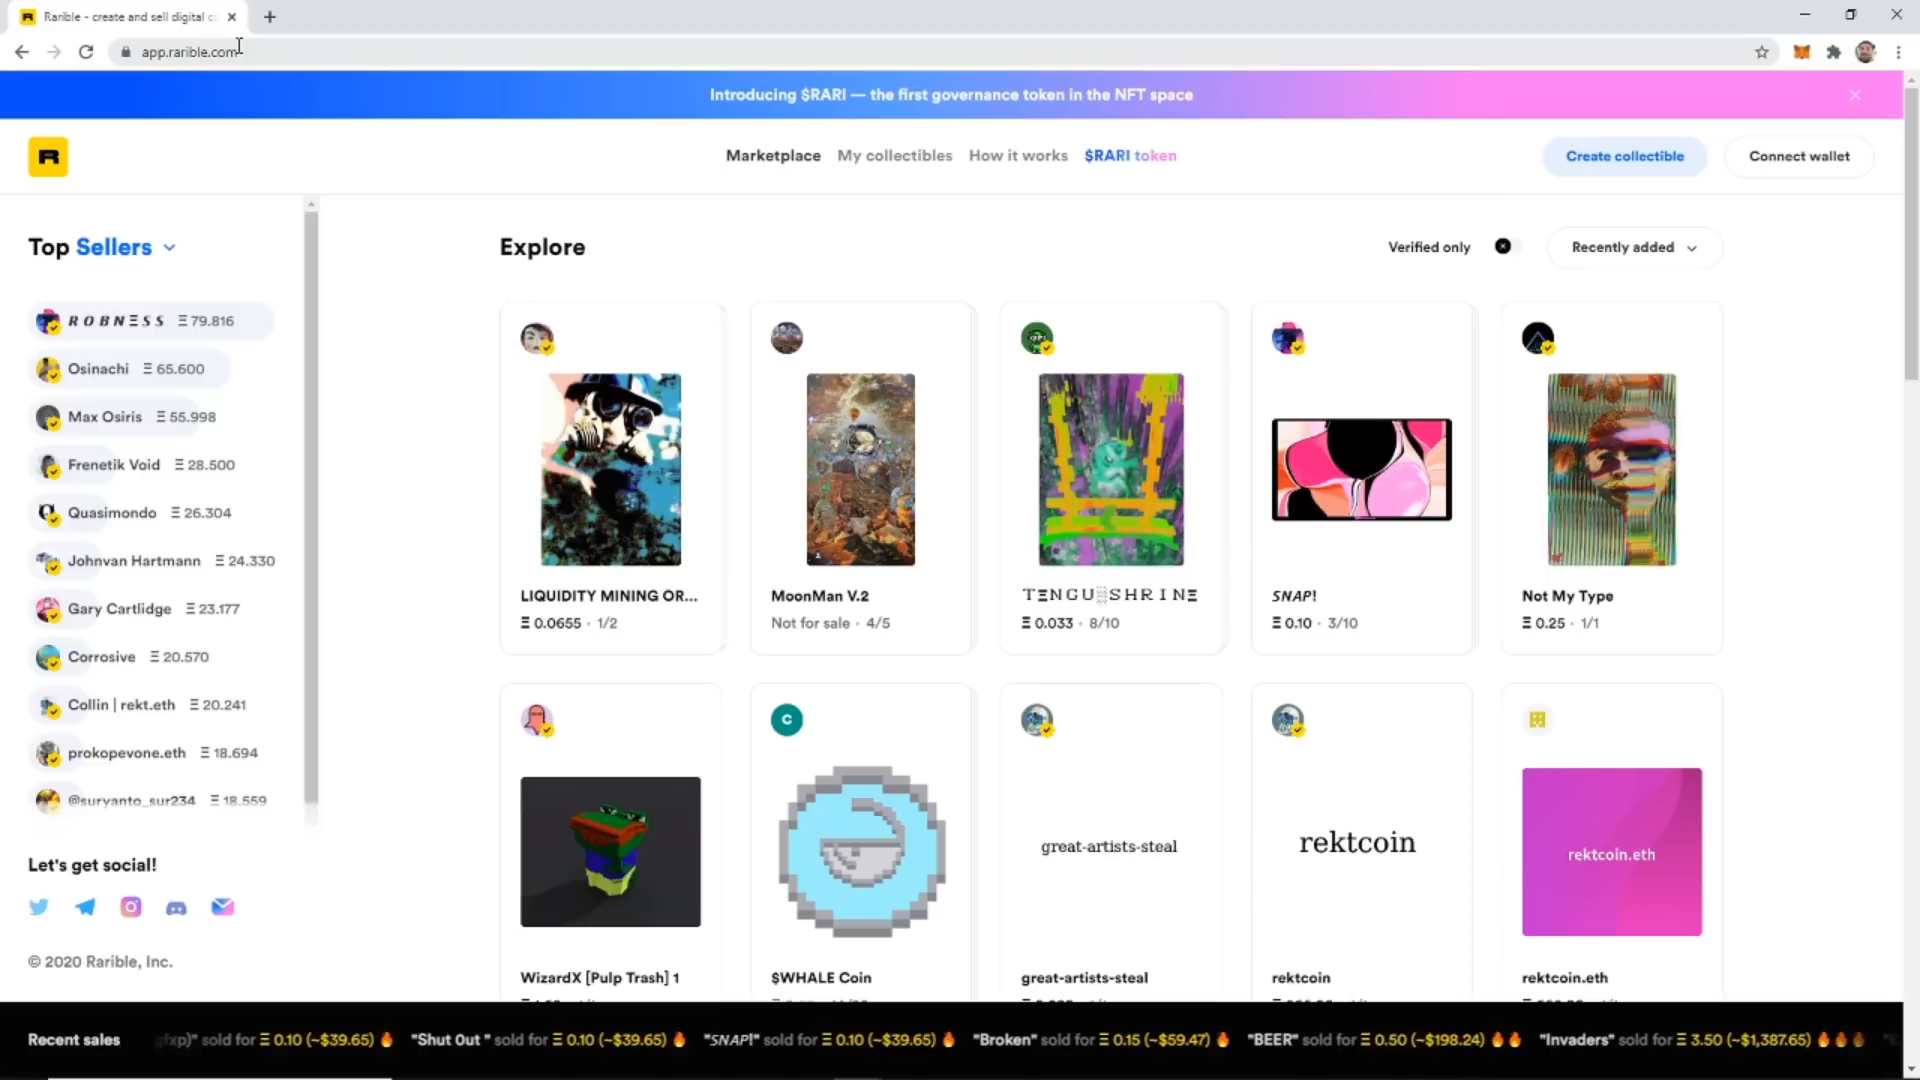 Rarible - create and sell digital c
app.rarible.com
Introducing $RARI — the first governance token in the NFT space
R
Marketplace
My collectibles
How it works
$RARI token
Create collectible
Connect wallet
Top Sellers
ROBNΞSS Ξ 79.816
Osinachi Ξ 65.600
Max Osiris Ξ 55.998
Frenetik Void Ξ 28.500
Quasimondo Ξ 26.304
Johnvan Hartmann Ξ 24.330
Gary Cartlidge Ξ 23.177
Corrosive Ξ 20.570
Collin | rekt.eth Ξ 20.241
prokopevone.eth Ξ 18.694
@suryanto_sur234 Ξ 18.559
Let's get social!
© 2020 Rarible, Inc.
Explore
Verified only
Recently added
LIQUIDITY MINING OR...
Ξ 0.0655 · 1/2
MoonMan V.2
Not for sale · 4/5
TΞNGU░SHRINΞ
Ξ 0.033 · 8/10
SNAP!
Ξ 0.10 · 3/10
Not My Type
Ξ 0.25 · 1/1
C
great-artists-steal
rektcoin
rektcoin.eth
WizardX [Pulp Trash] 1
$WHALE Coin
great-artists-steal
rektcoin
rektcoin.eth
Recent sales
sold for Ξ 0.10 (~$39.65) 🔥
"Shut Out " sold for Ξ 0.10 (~$39.65) 🔥
"SNAP!" sold for Ξ 0.10 (~$39.65) 🔥
"Broken" sold for Ξ 0.15 (~$59.47) 🔥
"BEER" sold for Ξ 0.50 (~$198.24) 🔥🔥
"Invaders" sold for Ξ 3.50 (~$1,387.65) 🔥🔥🔥